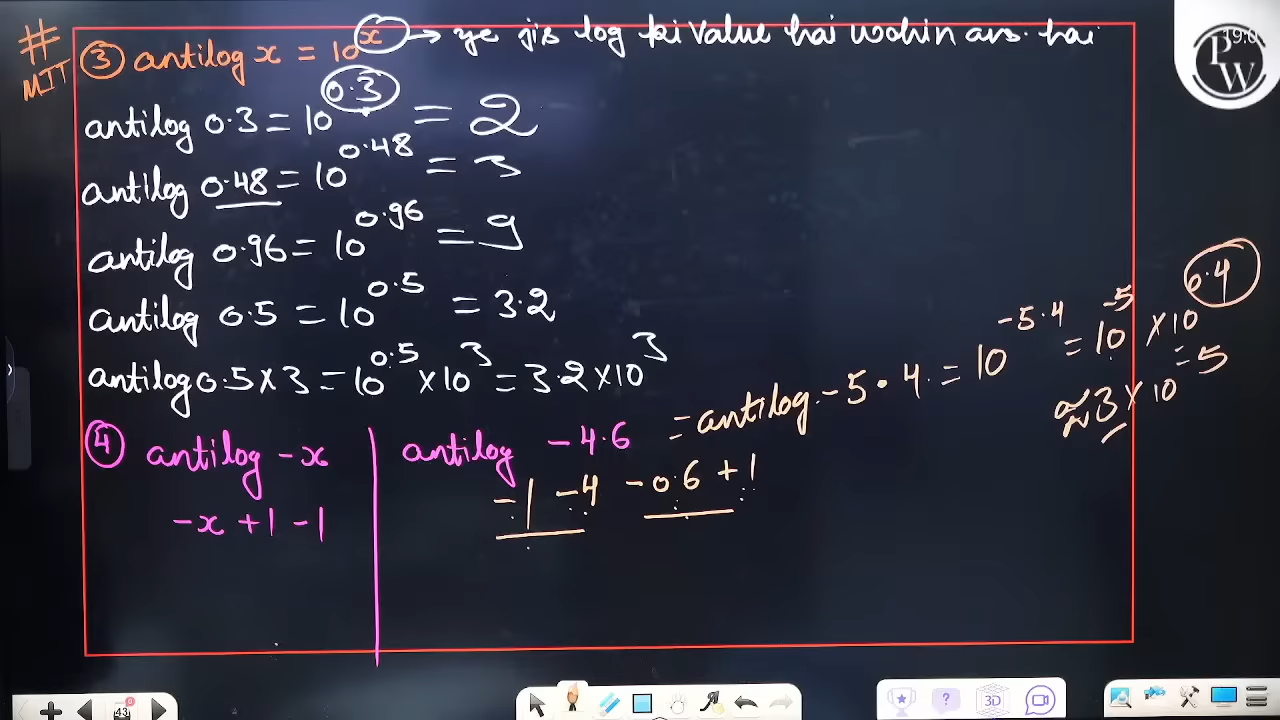 #
MIT
③ antilog x = 10^x → ye jis log ki value hai wohin ans. hai
antilog 0.3 = 10^0.3 = 2
antilog 0.48 = 10^0.48 = 3
antilog 0.96 = 10^0.96 = 9
antilog 0.5 = 10^0.5 = 3.2
antilog 0.5 x 3 = 10^0.5 × 10^3 = 3.2 × 10^3
④ antilog -x
-x + 1 - 1
antilog -4.6 = antilog -5.4 = 10^-5.4 = 10^-5 × 10^0.4
≈ 3 × 10^-5
-1 -4 -0.6 + 1
PW
19:0
43
3D